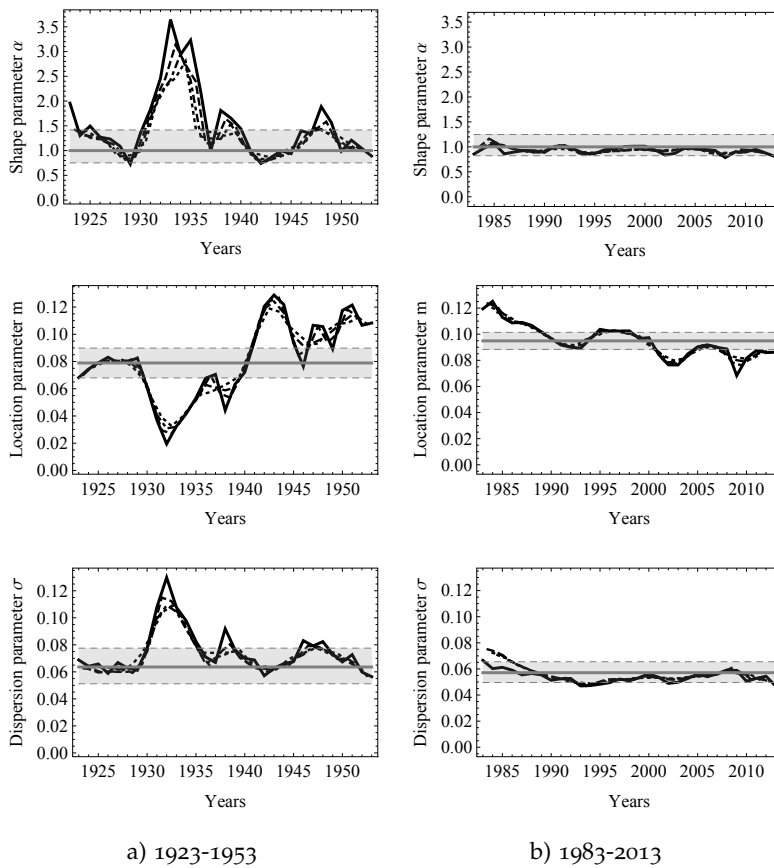 Shape parameter α
3.5
3.0
2.5
2.0
1.5
1.0
0.5
0.0
1925 1930 1935 1940 1945 1950
Years
Shape parameter α
3.5
3.0
2.5
2.0
1.5
1.0
0.5
0.0
1985 1990 1995 2000 2005 2010
Years
Location parameter m
0.12
0.10
0.08
0.06
0.04
0.02
0.00
1925 1930 1935 1940 1945 1950
Years
Location parameter m
0.12
0.10
0.08
0.06
0.04
0.02
0.00
1985 1990 1995 2000 2005 2010
Years
Dispersion parameter σ
0.12
0.10
0.08
0.06
0.04
0.02
0.00
1925 1930 1935 1940 1945 1950
Years
Dispersion parameter σ
0.12
0.10
0.08
0.06
0.04
0.02
0.00
1985 1990 1995 2000 2005 2010
Years
a) 1923-1953
b) 1983-2013